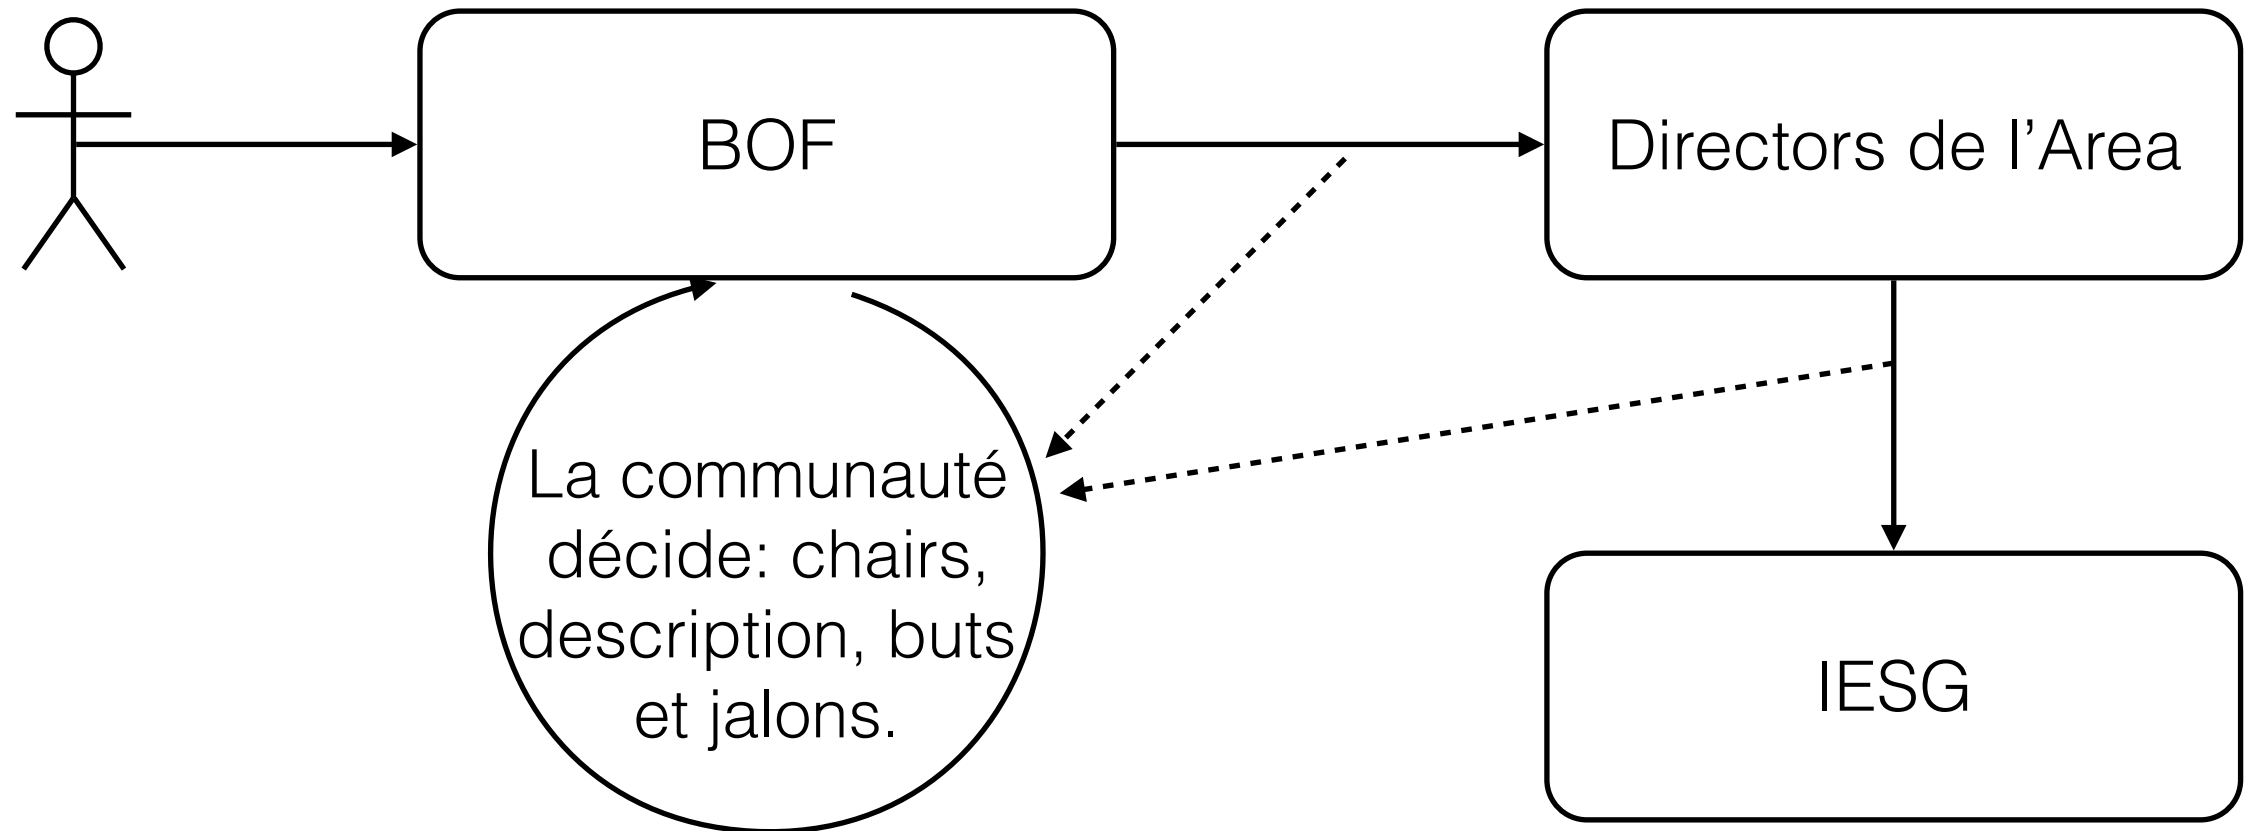 BOF
Directors de l’Area
La communauté
décide: chairs,
description, buts
et jalons.
IESG